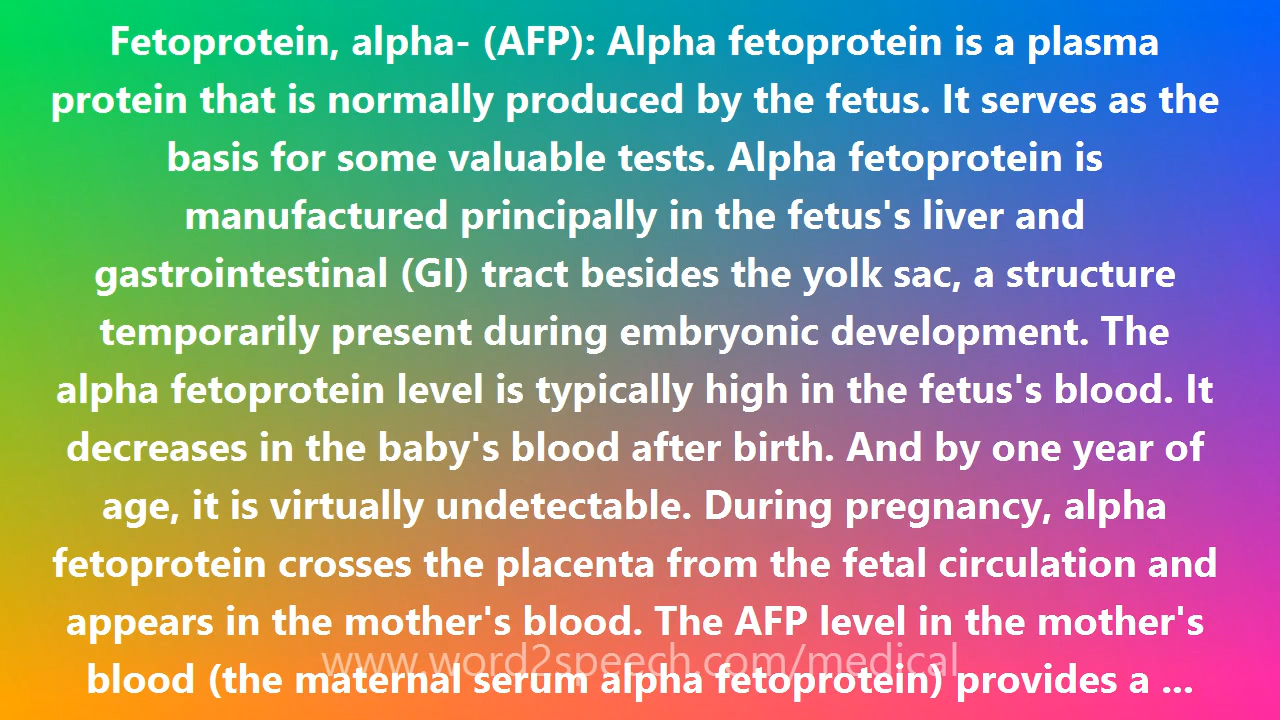 Fetoprotein, alpha- (AFP): Alpha fetoprotein is a plasma
protein that is normally produced by the fetus. It serves as the
basis for some valuable tests. Alpha fetoprotein is
manufactured principally in the fetus's liver and
gastrointestinal (GI) tract besides the yolk sac, a structure
temporarily present during embryonic development. The
alpha fetoprotein level is typically high in the fetus's blood. It
decreases in the baby's blood after birth. And by one year of
age, it is virtually undetectable. During pregnancy, alpha
fetoprotein crosses the placenta from the fetal circulation and
appears in the mother's blood. The AFP level in the mother's
www.word2speech.com/medical
blood (the maternal serum alpha fetoprotein) provides a ...